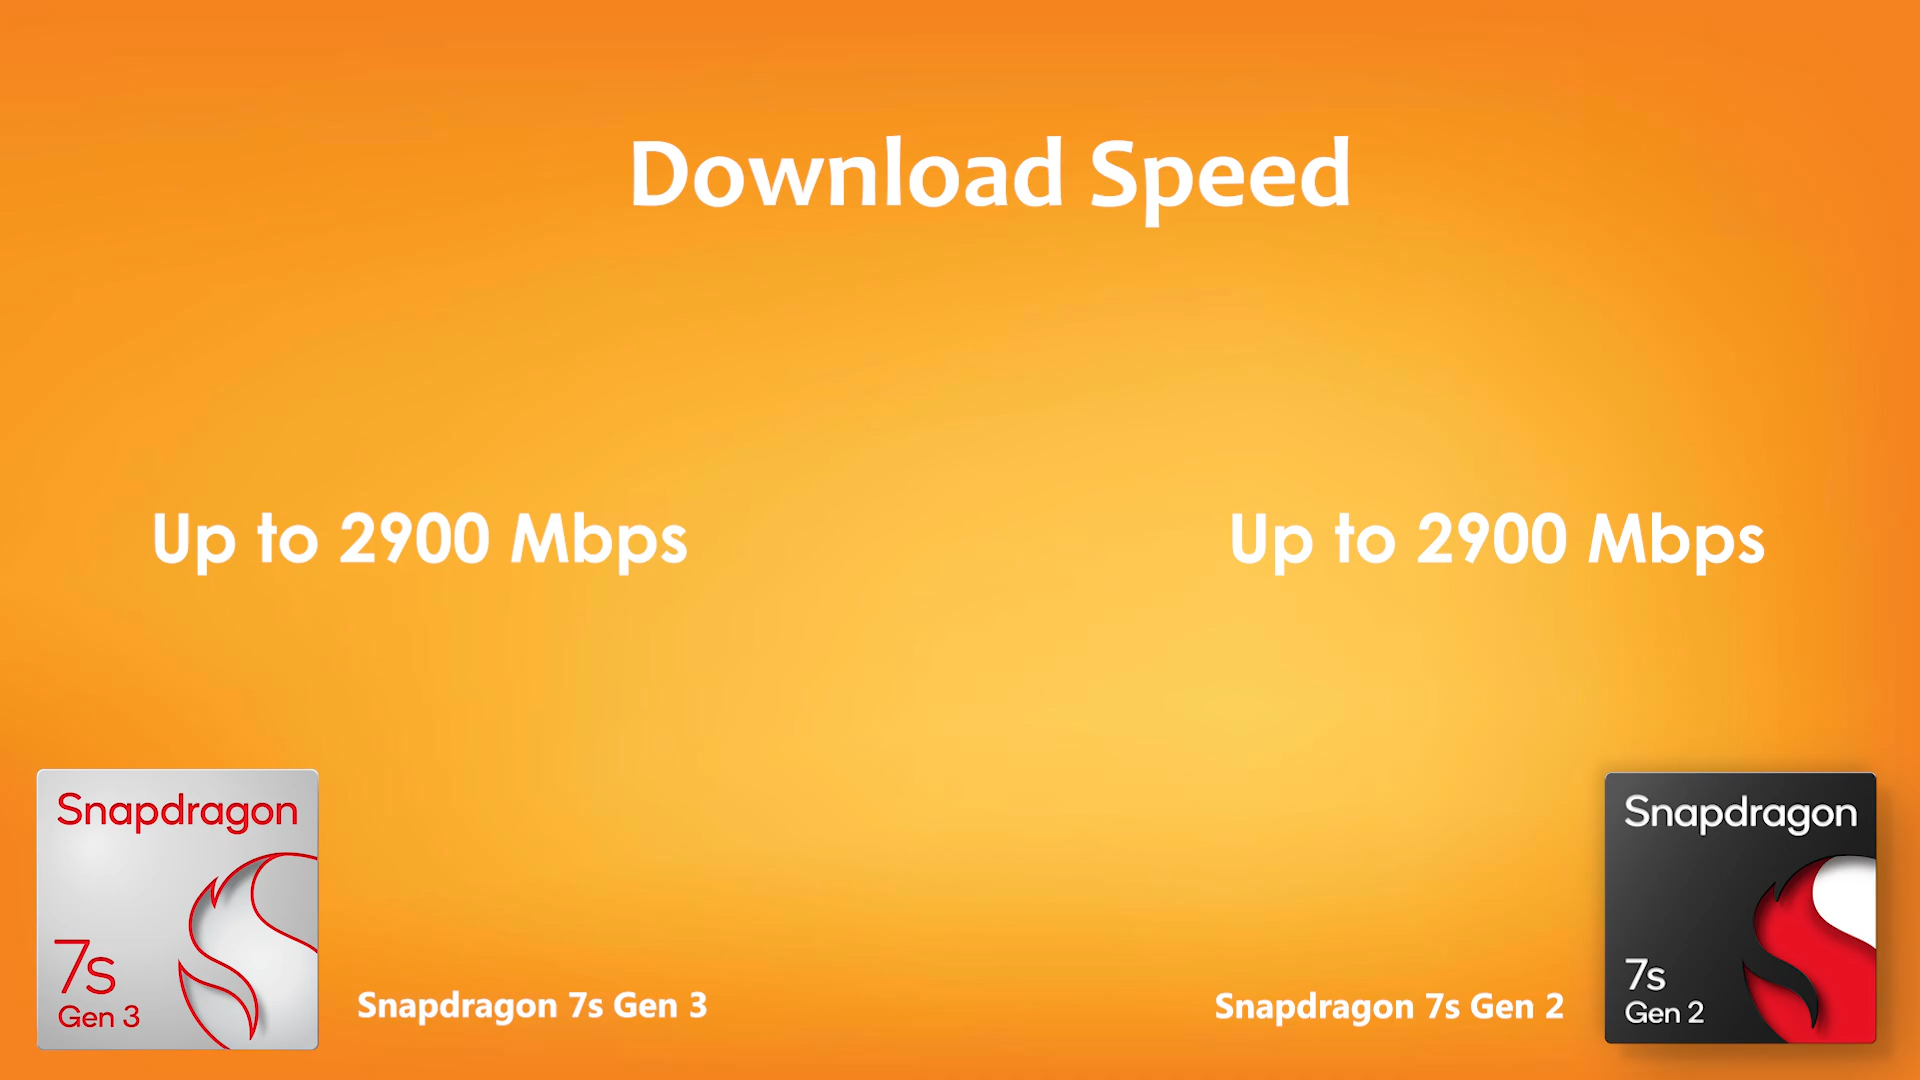 Download Speed
Up to 2900 Mbps
Up to 2900 Mbps
Snapdragon
7s
Gen 3
Snapdragon 7s Gen 3
Snapdragon 7s Gen 2
Snapdragon
7s
Gen 2